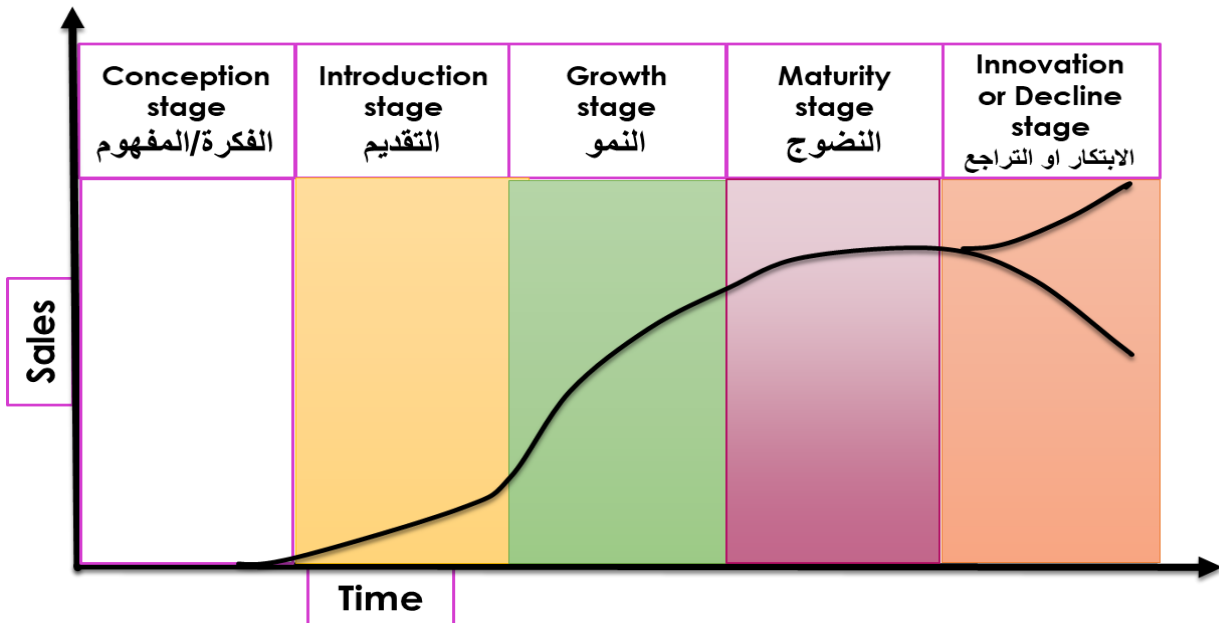 Conception
stage
الفكرة/المفهوم
Introduction
stage
التقديم
Growth
stage
النمو
Maturity
stage
النضوج
Innovation
or Decline
stage
الابتكار او التراجع
Sales
Time